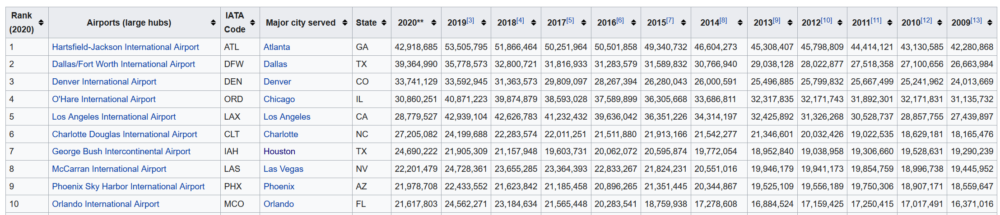 Rank (2020) Airports (large hubs) IATA Code Major city served State 2020** 2019[3] 2018[4] 2017[5] 2016[6] 2015[7] 2014[8] 2013[9] 2012[10] 2011[11] 2010[12] 2009[13]
1 Hartsfield-Jackson International Airport ATL Atlanta GA 42,918,685 53,505,795 51,866,464 50,251,964 50,501,858 49,340,732 46,604,273 45,308,407 45,798,809 44,414,121 43,130,585 42,280,868
2 Dallas/Fort Worth International Airport DFW Dallas TX 39,364,990 35,778,573 32,800,721 31,816,933 31,283,579 31,589,832 30,766,940 29,038,128 28,022,877 27,518,358 27,100,656 26,663,984
3 Denver International Airport DEN Denver CO 33,741,129 33,592,945 31,363,573 29,809,097 28,267,394 26,280,043 26,000,591 25,496,885 25,799,832 25,667,499 25,241,962 24,013,669
4 O'Hare International Airport ORD Chicago IL 30,860,251 40,871,223 39,874,879 38,593,028 37,589,899 36,305,668 33,686,811 32,317,835 32,171,743 31,892,301 32,171,831 31,135,732
5 Los Angeles International Airport LAX Los Angeles CA 28,779,527 42,939,104 42,626,783 41,232,432 39,636,042 36,351,226 34,314,197 32,425,892 31,326,268 30,528,737 28,857,755 27,439,897
6 Charlotte Douglas International Airport CLT Charlotte NC 27,205,082 24,199,688 22,283,574 22,011,251 21,511,880 21,913,166 21,542,277 21,346,601 20,032,426 19,022,535 18,629,181 18,165,476
7 George Bush Intercontinental Airport IAH Houston TX 24,690,222 21,905,309 21,157,948 19,603,731 20,062,072 20,595,874 19,772,054 18,952,840 19,038,958 19,306,660 19,528,631 19,290,239
8 McCarran International Airport LAS Las Vegas NV 22,201,479 24,728,361 23,655,285 23,364,393 22,833,267 21,824,231 20,551,016 19,946,179 19,941,173 19,854,759 18,996,738 19,445,952
9 Phoenix Sky Harbor International Airport PHX Phoenix AZ 21,978,708 22,433,552 21,623,842 21,185,458 20,896,265 21,351,445 20,344,867 19,525,109 19,556,189 19,750,306 18,907,171 18,559,647
10 Orlando International Airport MCO Orlando FL 21,617,803 24,562,271 23,184,634 21,565,448 20,283,541 18,759,938 17,278,608 16,884,524 17,159,425 17,250,415 17,017,491 16,371,016